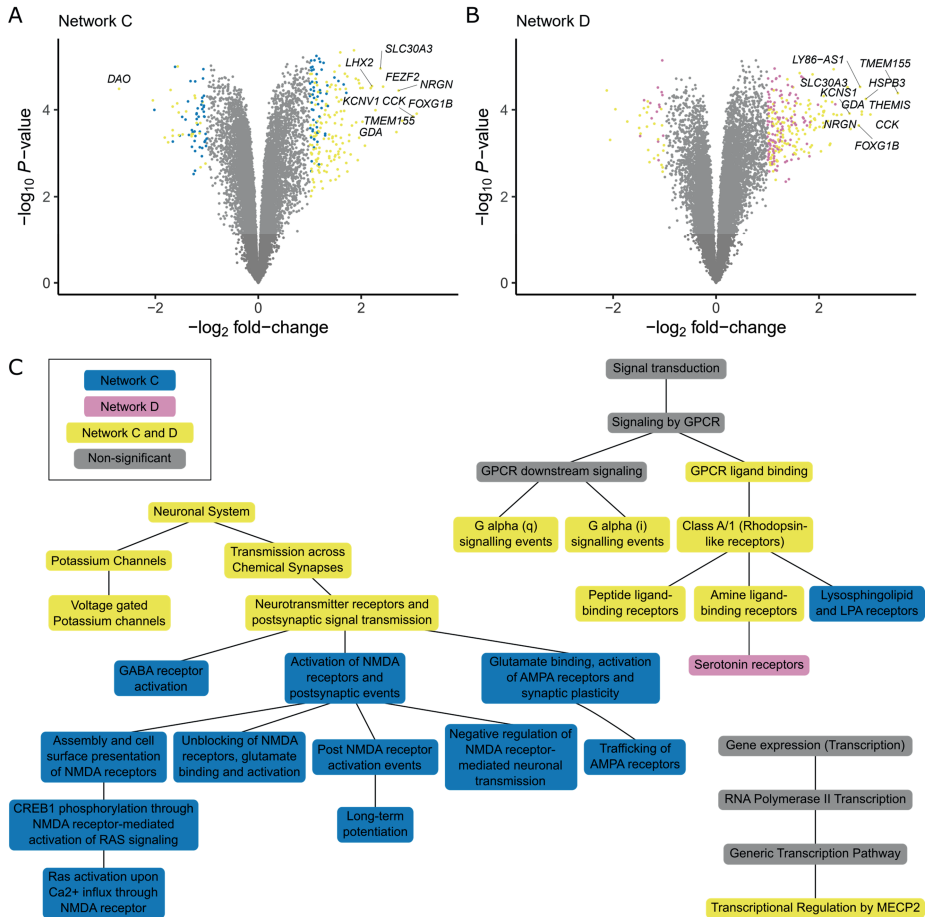 A
Network C
−log10 P−value
4
2
0
−2
0
2
−log2 fold−change
DAO
SLC30A3
LHX2
FEZF2
NRGN
KCNV1
CCK
FOXG1B
TMEM155
GDA
B
Network D
−log10 P−value
4
2
0
−2
0
2
−log2 fold−change
LY86-AS1
TMEM155
SLC30A3
HSPB3
KCNS1
GDA
THEMIS
NRGN
CCK
FOXG1B
C
Network C
Network D
Network C and D
Non-significant
Neuronal System
Potassium Channels
Transmission across
Chemical Synapses
Voltage gated
Potassium channels
Neurotransmitter receptors and
postsynaptic signal transmission
GABA receptor
activation
Activation of NMDA
receptors and
postsynaptic events
Glutamate binding, activation
of AMPA receptors and
synaptic plasticity
Assembly and cell
surface presentation
of NMDA receptors
Unblocking of NMDA
receptors, glutamate
binding and activation
Post NMDA receptor
activation events
Negative regulation of
NMDA receptor-
mediated neuronal
transmission
Trafficking of
AMPA receptors
CREB1 phosphorylation through
NMDA receptor-mediated
activation of RAS signaling
Long-term
potentiation
Ras activation upon
Ca2+ influx through
NMDA receptor
Signal transduction
Signaling by GPCR
GPCR downstream signaling
GPCR ligand binding
G alpha (q)
signalling events
G alpha (i)
signalling events
Class A/1 (Rhodopsin-
like receptors)
Peptide ligand-
binding receptors
Amine ligand-
binding receptors
Lysosphingolipid
and LPA receptors
Serotonin receptors
Gene expression (Transcription)
RNA Polymerase II Transcription
Generic Transcription Pathway
Transcriptional Regulation by MECP2